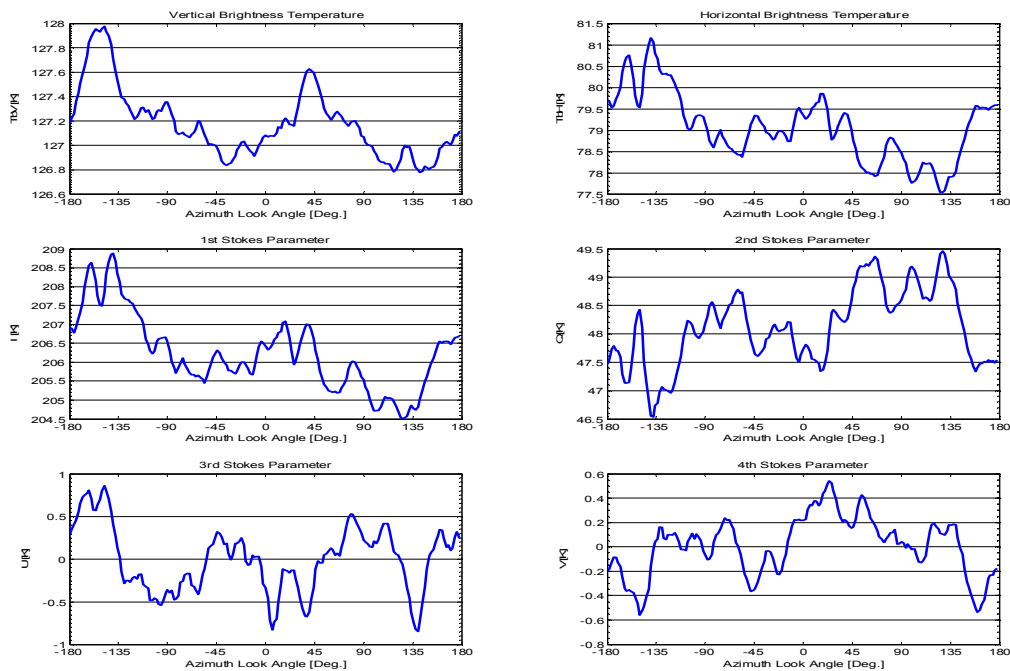 Vertical Brightness Temperature
128
127.8
127.6
127.4
127.2
127
126.8
126.6
TbV[K]
-180 -135 -90 -45 0 45 90 135 180
Azimuth Look Angle [Deg.]
Horizontal Brightness Temperature
81.5
81
80.5
80
79.5
79
78.5
78
77.5
TbH[K]
-180 -135 -90 -45 0 45 90 135 180
Azimuth Look Angle [Deg.]
1st Stokes Parameter
209
208.5
208
207.5
207
206.5
206
205.5
205
204.5
I [K]
-180 -135 -90 -45 0 45 90 135 180
Azimuth Look Angle [Deg.]
2nd Stokes Parameter
49.5
49
48.5
48
47.5
47
46.5
Q[K]
-180 -135 -90 -45 0 45 90 135 180
Azimuth Look Angle [Deg.]
3rd Stokes Parameter
1
0.5
0
-0.5
-1
U[K]
-180 -135 -90 -45 0 45 90 135 180
Azimuth Look Angle [Deg.]
4th Stokes Parameter
0.6
0.4
0.2
0
-0.2
-0.4
-0.6
-0.8
V[K]
-180 -135 -90 -45 0 45 90 135 180
Azimuth Look Angle [Deg.]